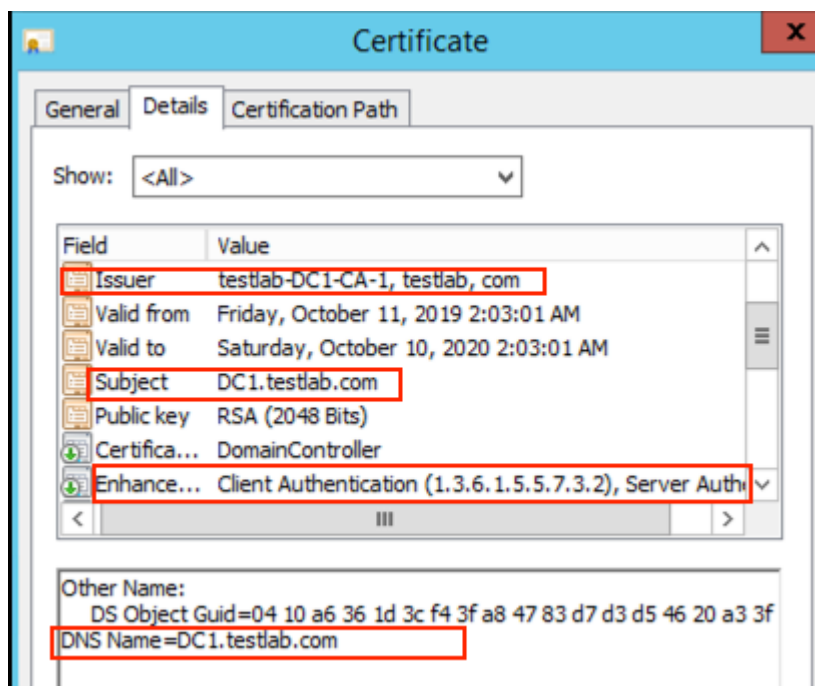 Certificate
x
General Details Certification Path
Show: <All>
Field Value
Issuer testlab-DC1-CA-1, testlab, com
Valid from Friday, October 11, 2019 2:03:01 AM
Valid to Saturday, October 10, 2020 2:03:01 AM
Subject DC1.testlab.com
Public key RSA (2048 Bits)
Certifica... DomainController
Enhance... Client Authentication (1.3.6.1.5.5.7.3.2), Server Authe
Other Name:
DS Object Guid=04 10 a6 36 1d 3c f4 3f a8 47 83 d7 d3 d5 46 20 a3 3f
DNS Name=DC1.testlab.com